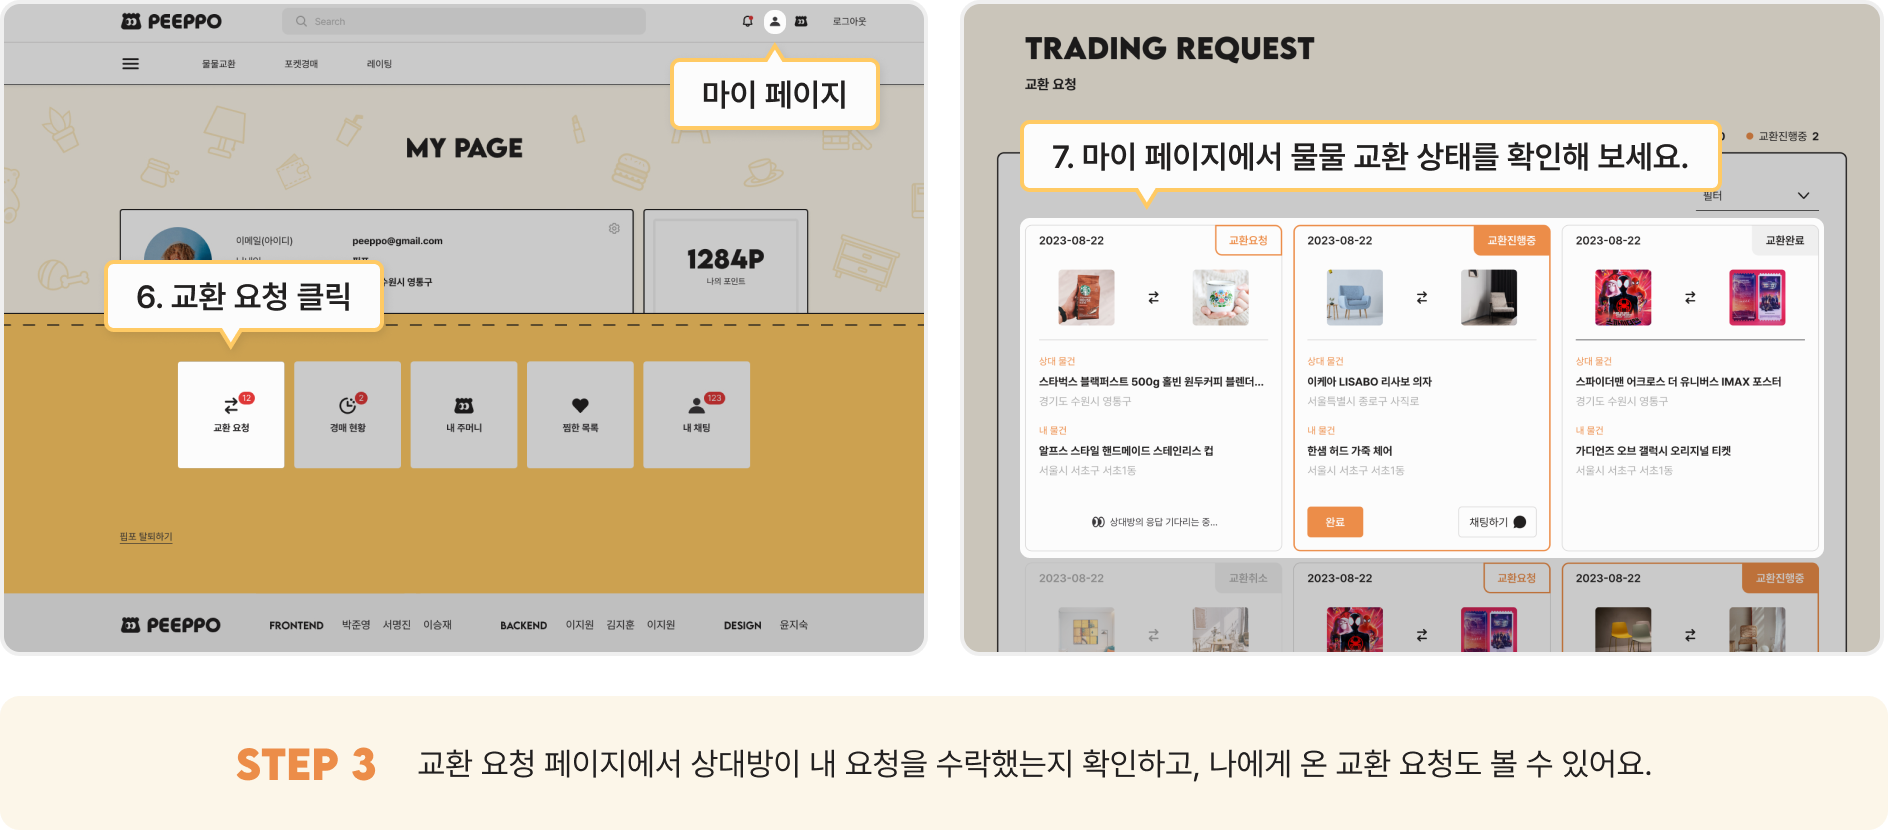 PEEPPO
Search
로그아웃
물물교환
포켓경매
레이팅
마이 페이지
MY PAGE
이메일(아이디)
peeppo@gmail.com
수원시 영통구
1284P
나의 포인트
6. 교환 요청 클릭
12
교환 요청
2
경매 현황
내 주머니
찜한 목록
123
내 채팅
핍포 탈퇴하기
PEEPPO
FRONTEND 박준영 서명진 이승재
BACKEND 이지원 김지훈 이지원
DESIGN 윤지숙
TRADING REQUEST
교환 요청
교환진행중 2
7. 마이 페이지에서 물물 교환 상태를 확인해 보세요.
필터
2023-08-22
교환요청
상대 물건
스타벅스 블랙퍼스트 500g 홀빈 원두커피 블렌더...
경기도 수원시 영통구
내 물건
알프스 스타일 핸드메이드 스테인리스 컵
서울시 서초구 서초1동
상대방의 응답 기다리는 중...
2023-08-22
교환진행중
상대 물건
이케아 LISABO 리사보 의자
서울특별시 종로구 사직로
내 물건
한샘 허드 가죽 체어
서울시 서초구 서초1동
완료
채팅하기
2023-08-22
교환완료
상대 물건
스파이더맨 어크로스 더 유니버스 IMAX 포스터
경기도 수원시 영통구
내 물건
가디언즈 오브 갤럭시 오리지널 티켓
서울시 서초구 서초1동
2023-08-22
교환취소
2023-08-22
교환요청
2023-08-22
교환진행중
STEP 3
교환 요청 페이지에서 상대방이 내 요청을 수락했는지 확인하고, 나에게 온 교환 요청도 볼 수 있어요.